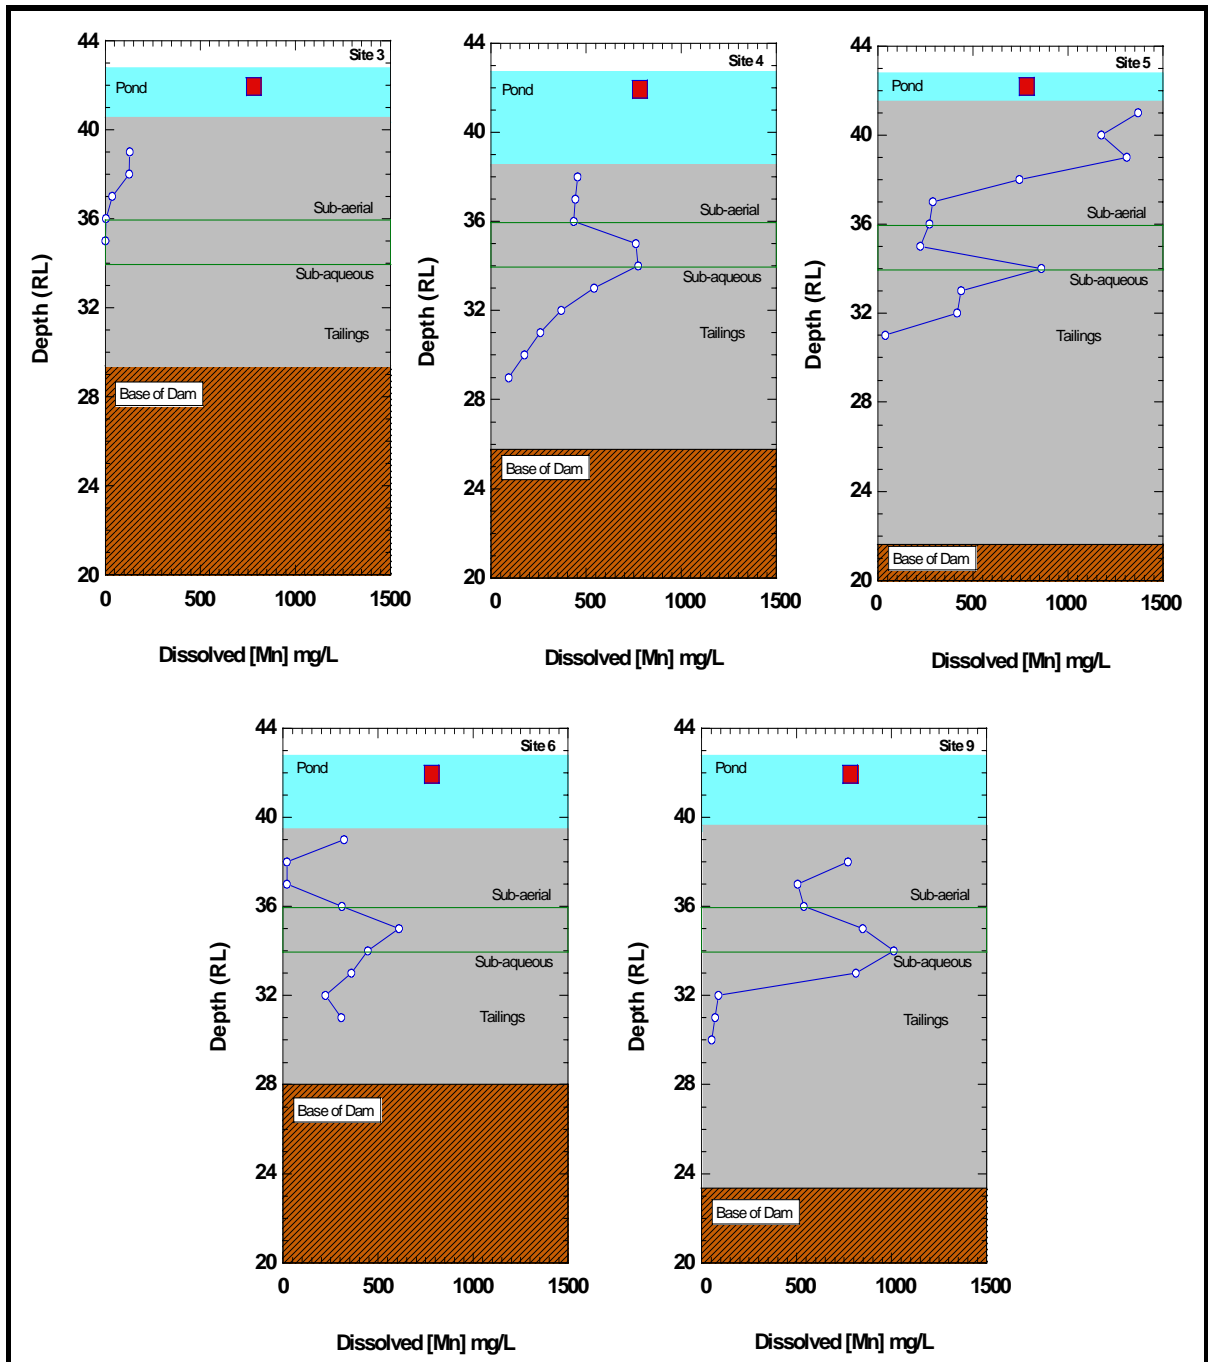 44
Site 3
Pond
40
36
Sub-aerial
Sub-aqueous
32
Tailings
28
Base of Dam
24
20
0 500 1000 1500
Depth (RL)
Dissolved [Mn] mg/L
44
Site 4
Pond
40
36
Sub-aerial
Sub-aqueous
32
Tailings
28
Base of Dam
24
20
0 500 1000 1500
Depth (RL)
Dissolved [Mn] mg/L
44
Site 5
Pond
40
36
Sub-aerial
Sub-aqueous
32
Tailings
28
24
Base of Dam
20
0 500 1000 1500
Depth (RL)
Dissolved [Mn] mg/L
44
Site 6
Pond
40
36
Sub-aerial
Sub-aqueous
32
Tailings
28
Base of Dam
24
20
0 500 1000 1500
Depth (RL)
Dissolved [Mn] mg/L
44
Site 9
Pond
40
36
Sub-aerial
Sub-aqueous
32
Tailings
28
24
Base of Dam
20
0 500 1000 1500
Depth (RL)
Dissolved [Mn] mg/L